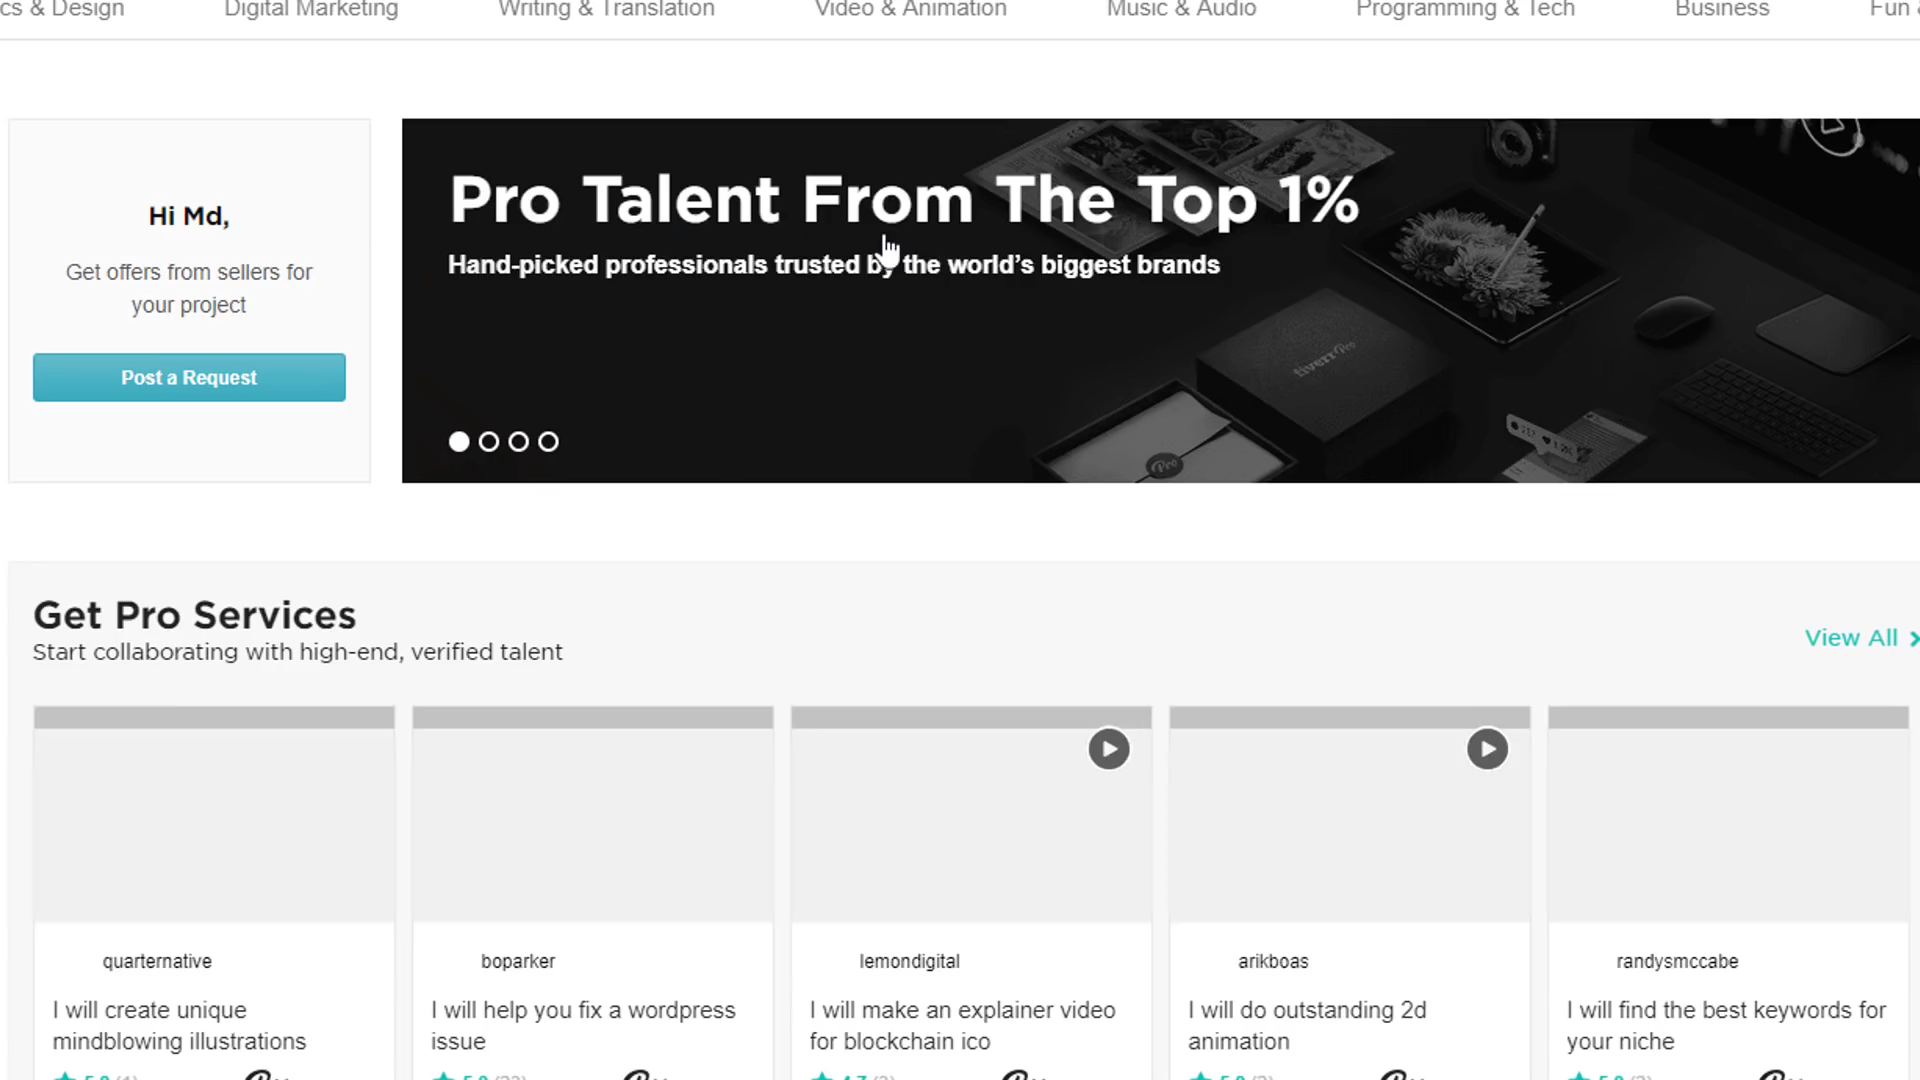 cs & Design
Digital Marketing
Writing & Translation
Video & Animation
Music & Audio
Programming & Tech
Business
Fun
Hi Md,
Get offers from sellers for
your project
Post a Request
Pro Talent From The Top 1%
Hand-picked professionals trusted by the world's biggest brands
fiverr Pro
Pro
Get Pro Services
Start collaborating with high-end, verified talent
View All
quarternative
I will create unique
mindblowing illustrations
boparker
I will help you fix a wordpress
issue
lemondigital
I will make an explainer video
for blockchain ico
arikboas
I will do outstanding 2d
animation
randysmccabe
I will find the best keywords for
your niche